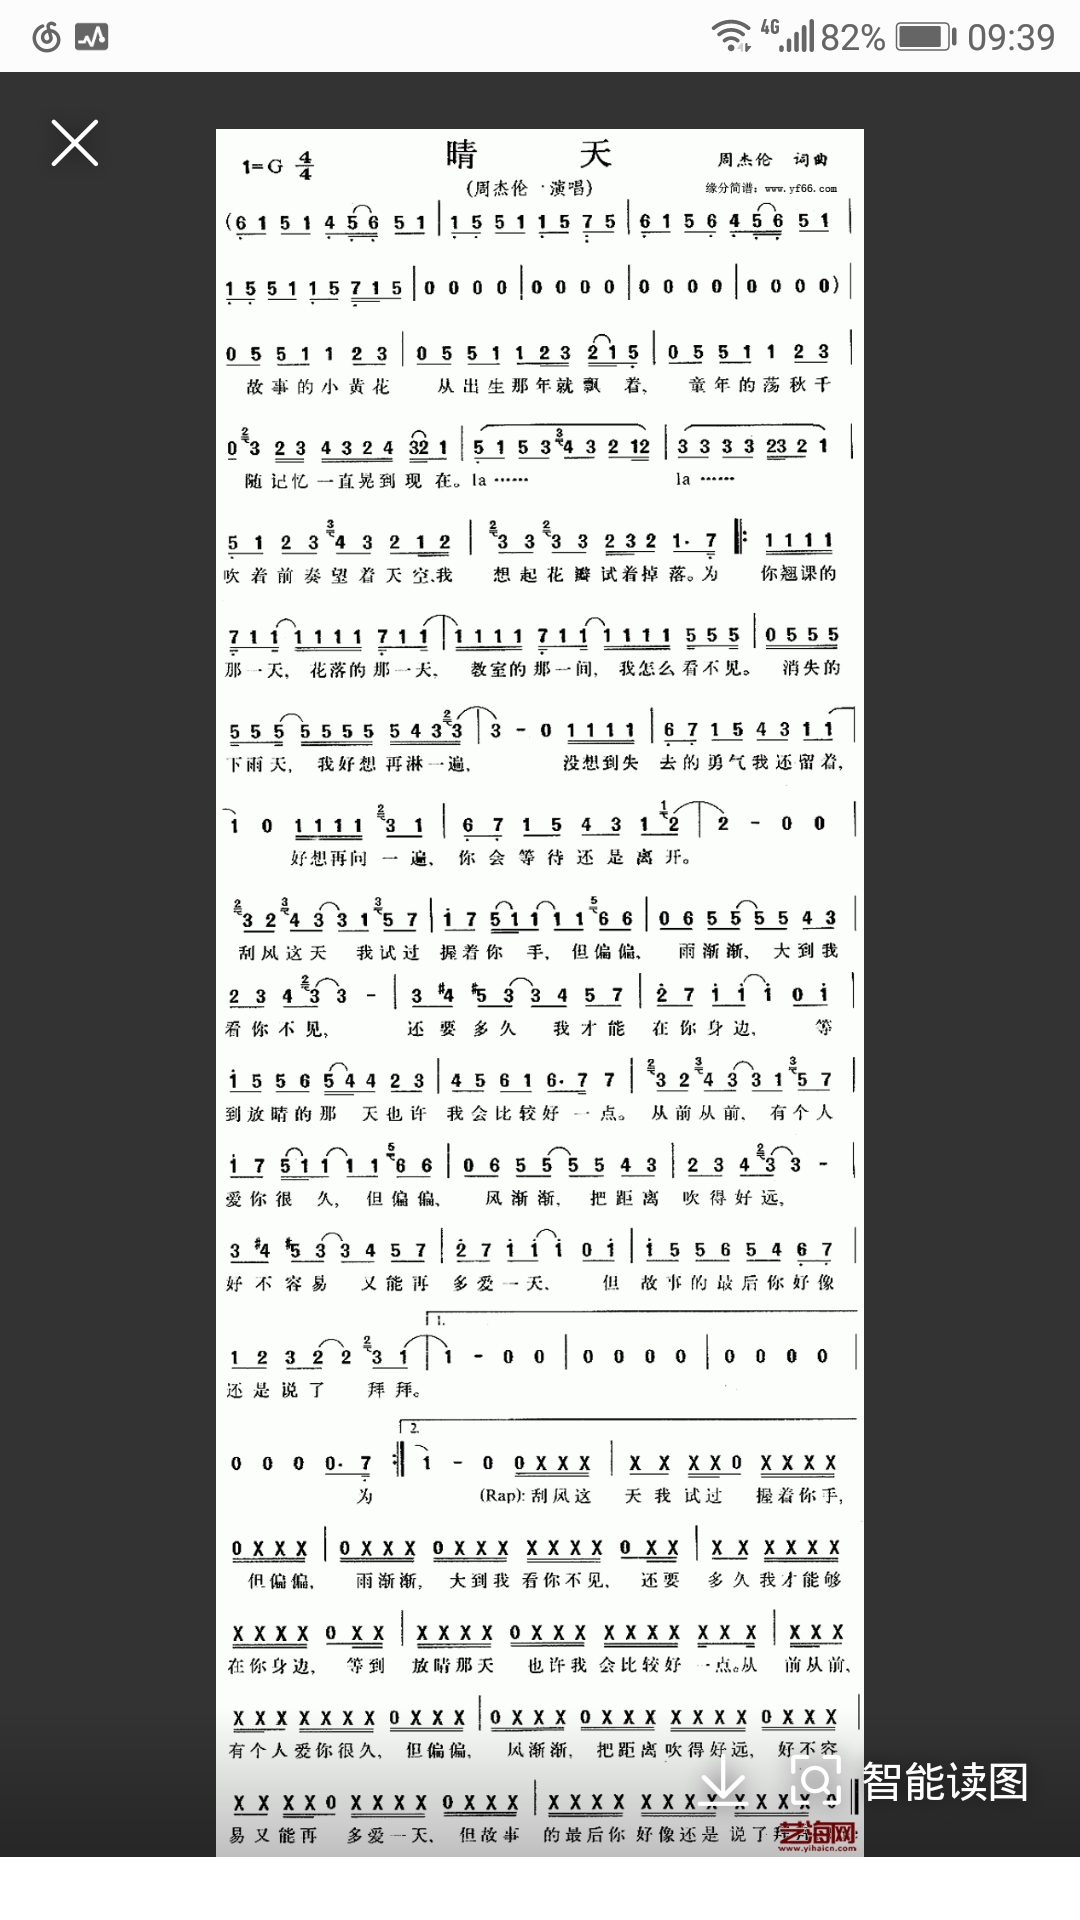 4G 82% 09:39
1=G 4/4 晴 天 周杰伦 词曲
(周杰伦·演唱) 缘分简谱：www.yf66.com
(6 1 5 1 4 5 6 5 1 | 1 5 5 1 1 5 7 5 | 6 1 5 6 4 5 6 5 1 |
1 5 5 1 1 5 7 1 5 | 0 0 0 0 | 0 0 0 0 | 0 0 0 0 | 0 0 0 0) |
0 5 5 1 1 2 3 | 0 5 5 1 1 2 3 2 1 5 | 0 5 5 1 1 2 3 |
故事的小黄花 从出生那年就飘 着， 童年的荡秋千
0 2 3 2 3 4 3 2 4 3 2 1 | 5 1 5 3 3 4 3 2 1 2 | 3 3 3 3 2 3 2 1 |
随记忆一直晃到现 在。la …… la ……
5 1 2 3 3 4 3 2 1 2 | 2 3 3 2 3 3 2 3 2 1· 7 ‖: 1 1 1 1
吹着前奏望着天空，我 想起花瓣试着掉落。为 你翘课的
7 1 1 1 1 1 1 7 1 1 | 1 1 1 1 7 1 1 1 1 1 1 5 5 5 | 0 5 5 5
那一天，花落的那一天， 教室的那一间，我怎么看不见。 消失的
5 5 5 5 5 5 5 5 4 3 2 3 | 3 - 0 1 1 1 1 | 6 7 1 5 4 3 1 1 |
下雨天，我好想再淋一遍， 没想到失 去的勇气我还留着，
1 0 1 1 1 1 2 3 1 | 6 7 1 5 4 3 1 1 2 | 2 - 0 0 |
好想再问一遍，你会等待还是离开。
2 3 2 3 4 3 3 1 3 5 7 | 1 7 5 1 1 1 1 5 6 6 | 0 6 5 5 5 5 4 3 |
刮风这天 我试过 握着你 手，但偏偏， 雨渐渐，大到我
2 3 4 2 3 3 - | 3 #4 #5 3 3 4 5 7 | 2 7 1 1 1 0 1 |
看你不见， 还要多久 我才能 在你身边， 等
1 5 5 6 5 4 4 2 3 | 4 5 6 1 6· 7 7 | 2 3 2 3 4 3 3 1 3 5 7 |
到放晴的那 天也许 我会比较好一点。 从前从前，有个人
1 7 5 1 1 1 1 5 6 6 | 0 6 5 5 5 5 4 3 | 2 3 4 2 3 3 - |
爱你很 久，但偏偏， 风渐渐，把距离 吹得好远，
3 #4 #5 3 3 4 5 7 | 2 7 1 1 1 0 1 | 1 5 5 6 5 4 6 7 |
好不容易 又能再 多爱一天， 但 故事的最后你好像
1.
1 2 3 2 2 2 3 1 | 1 - 0 0 | 0 0 0 0 | 0 0 0 0 |
还是说了 拜拜。
2.
0 0 0 0· 7 :‖ 1 - 0 0 X X X | X X X X 0 X X X X
为 (Rap): 刮风这 天我试过 握着你手，
0 X X X | 0 X X X 0 X X X X X X X 0 X X | X X X X X X
但偏偏， 雨渐渐， 大到我看你不见， 还要 多久我才能够
X X X X 0 X X | X X X X 0 X X X X X X X X X X | X X X
在你身边， 等到 放晴那天 也许我会比较好一点。从 前从前，
X X X X X X X 0 X X X | 0 X X X 0 X X X X X X X 0 X X X |
有个人爱你很久，但偏偏， 风渐渐，把距离吹得好远，好不容
X X X X 0 X X X X 0 X X X | X X X X X X X X X X X X 0 ‖
易又能再 多爱一天，但故事 的最后你好像还是说了拜
智能读图
艺海网
www.yihaicn.com